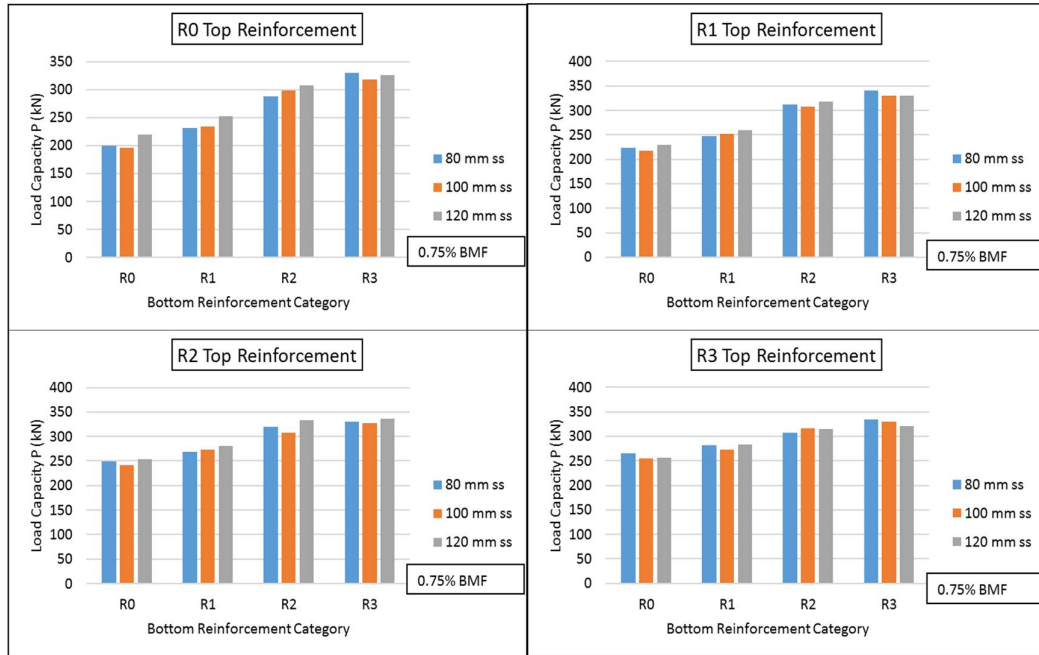 R0 Top Reinforcement
350
300
250
200
150
100
50
0
Load Capacity P (kN)
R0 R1 R2 R3
Bottom Reinforcement Category
80 mm ss
100 mm ss
120 mm ss
0.75% BMF
R1 Top Reinforcement
400
350
300
250
200
150
100
50
0
Load Capacity P (kN)
R0 R1 R2 R3
Bottom Reinforcement Category
80 mm ss
100 mm ss
120 mm ss
0.75% BMF
R2 Top Reinforcement
400
350
300
250
200
150
100
50
0
Load Capacity P (kN)
R0 R1 R2 R3
Bottom Reinforcement Category
80 mm ss
100 mm ss
120 mm ss
0.75% BMF
R3 Top Reinforcement
400
350
300
250
200
150
100
50
0
Load Capacity P (kN)
R0 R1 R2 R3
Bottom Reinforcement Category
80 mm ss
100 mm ss
120 mm ss
0.75% BMF